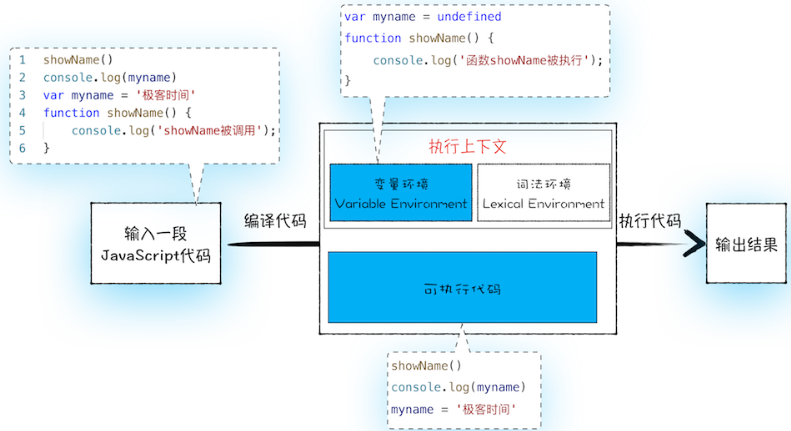 var myname = undefined
function showName() {
    console.log('函数showName被执行');
}
1 showName()
2 console.log(myname)
3 var myname = '极客时间'
4 function showName() {
5     console.log('showName被调用');
6 }
执行上下文
变量环境
Variable Environment
词法环境
Lexical Environment
输入一段
JavaScript代码
编译代码
可执行代码
执行代码
输出结果
showName()
console.log(myname)
myname = '极客时间'